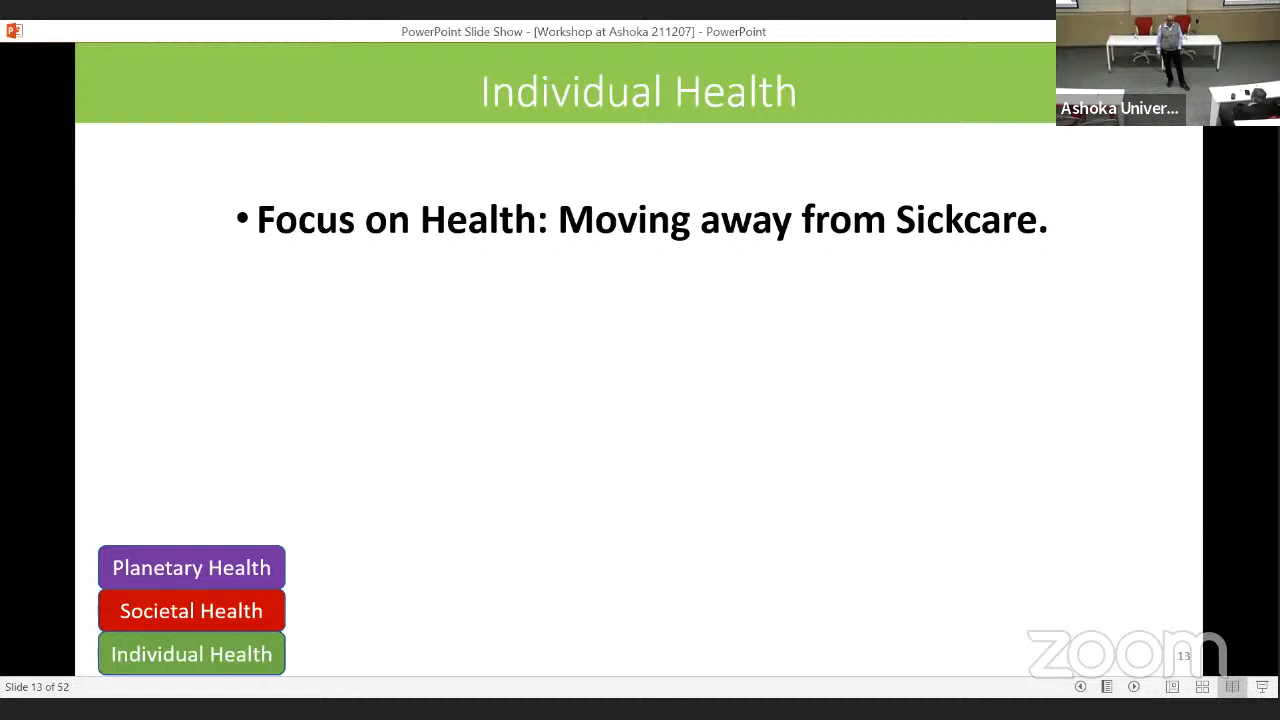 PowerPoint Slide Show - [Workshop at Ashoka 211207] - PowerPoint
Individual Health
Ashoka Univer...
• Focus on Health: Moving away from Sickcare.
Planetary Health
Societal Health
Individual Health
zoom
13
Slide 13 of 52